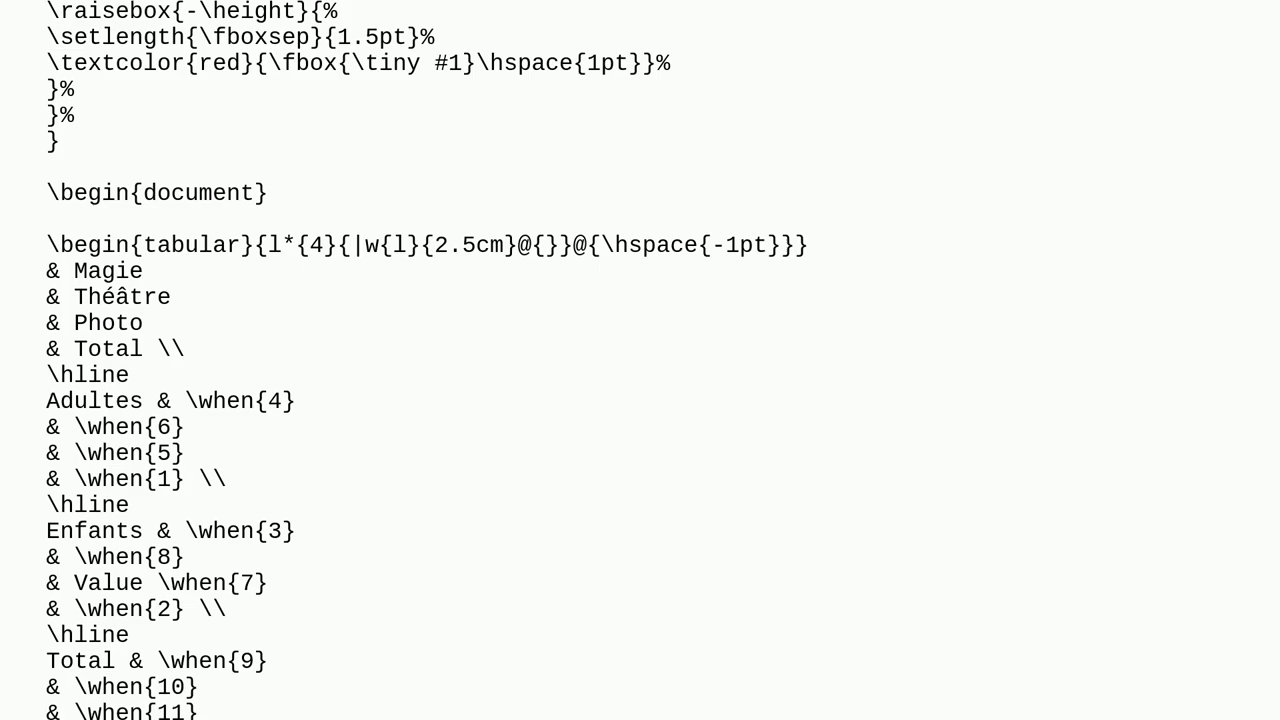 \raisebox{-\height}{%
\setlength{\fboxsep}{1.5pt}%
\textcolor{red}{\fbox{\tiny #1}\hspace{1pt}}%
}%
}%
}
\begin{document}
\begin{tabular}{l*{4}{|w{l}{2.5cm}@{}}@{\hspace{-1pt}}}
& Magie
& Théâtre
& Photo
& Total \\
\hline
Adultes & \when{4}
& \when{6}
& \when{5}
& \when{1} \\
\hline
Enfants & \when{3}
& \when{8}
& Value \when{7}
& \when{2} \\
\hline
Total & \when{9}
& \when{10}
& \when{11}